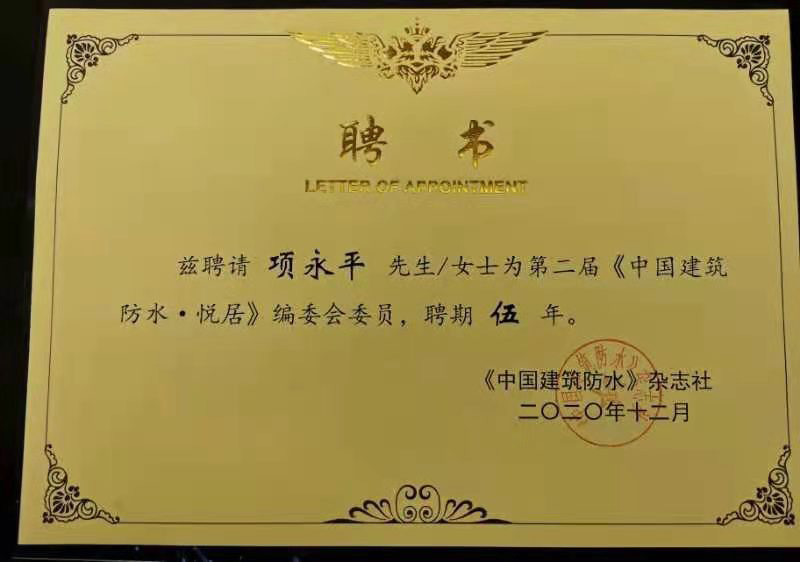 聘 书
LETTER OF APPOINTMENT
兹聘请 项永平 先生/女士为第二届《中国建筑
防水·悦居》编委会委员，聘期 伍 年。
《中国建筑防水》杂志社
二〇二〇年十二月